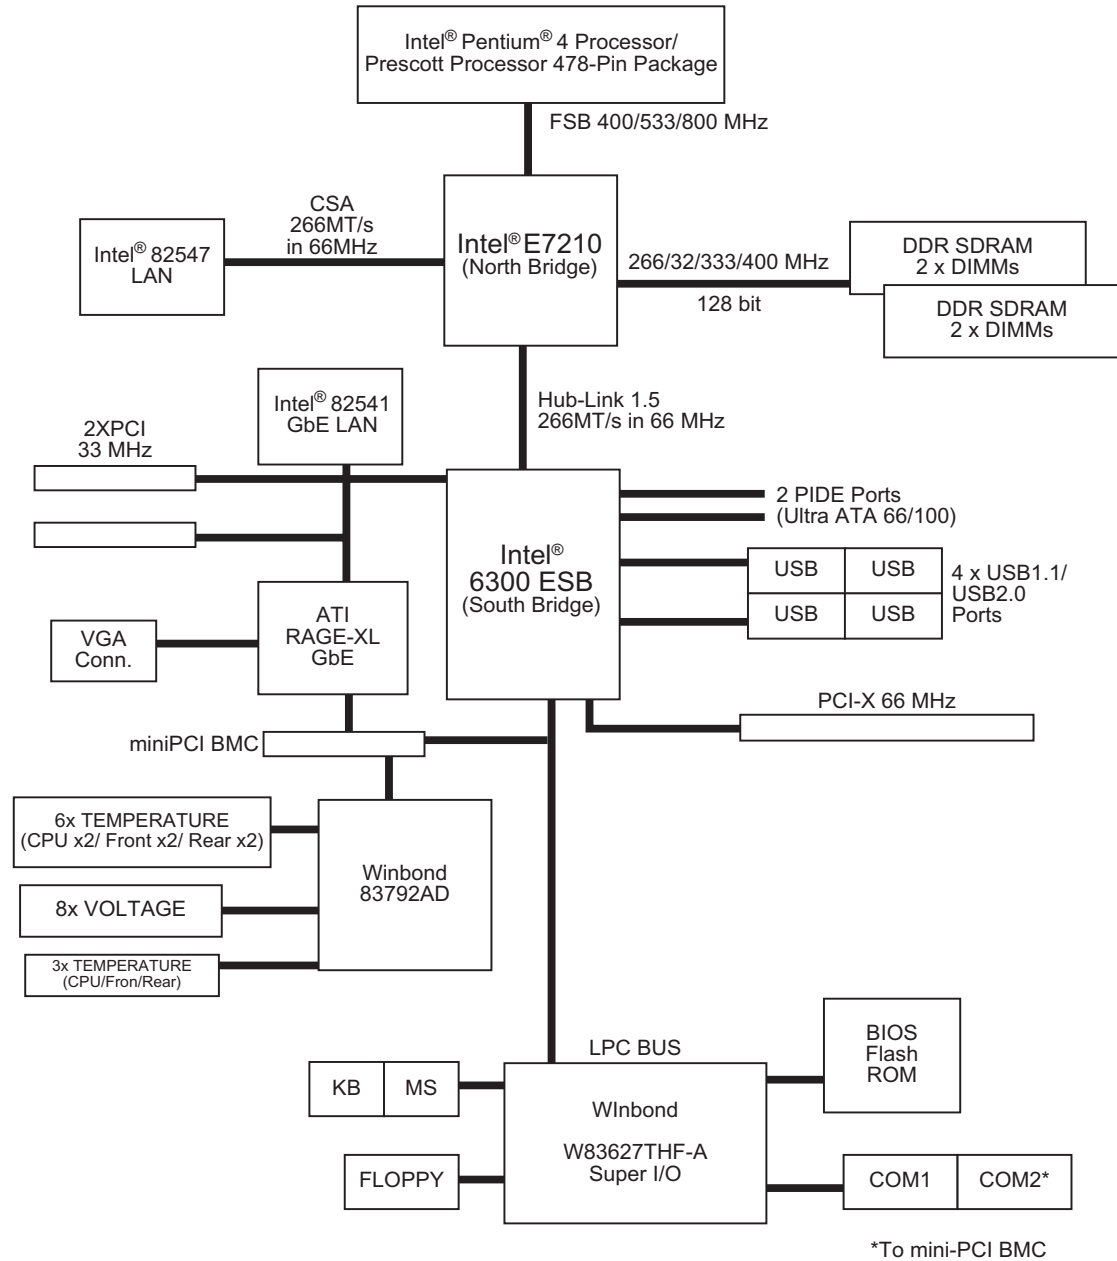 Intel® Pentium® 4 Processor/
Prescott Processor 478-Pin Package
FSB 400/533/800 MHz
CSA
266MT/s
in 66MHz
Intel® 82547
LAN
Intel® E7210
(North Bridge)
266/32/333/400 MHz
128 bit
DDR SDRAM
2 x DIMMs
DDR SDRAM
2 x DIMMs
Intel® 82541
GbE LAN
Hub-Link 1.5
266MT/s in 66 MHz
2XPCI
33 MHz
2 PIDE Ports
(Ultra ATA 66/100)
Intel®
6300 ESB
(South Bridge)
USB
USB
USB
USB
4 x USB1.1/
USB2.0
Ports
ATI
RAGE-XL
GbE
VGA
Conn.
PCI-X 66 MHz
miniPCI BMC
6x TEMPERATURE
(CPU x2/ Front x2/ Rear x2)
8x VOLTAGE
3x TEMPERATURE
(CPU/Fron/Rear)
Winbond
83792AD
LPC BUS
BIOS
Flash
ROM
KB
MS
WInbond
W83627THF-A
Super I/O
FLOPPY
COM1
COM2*
*To mini-PCI BMC